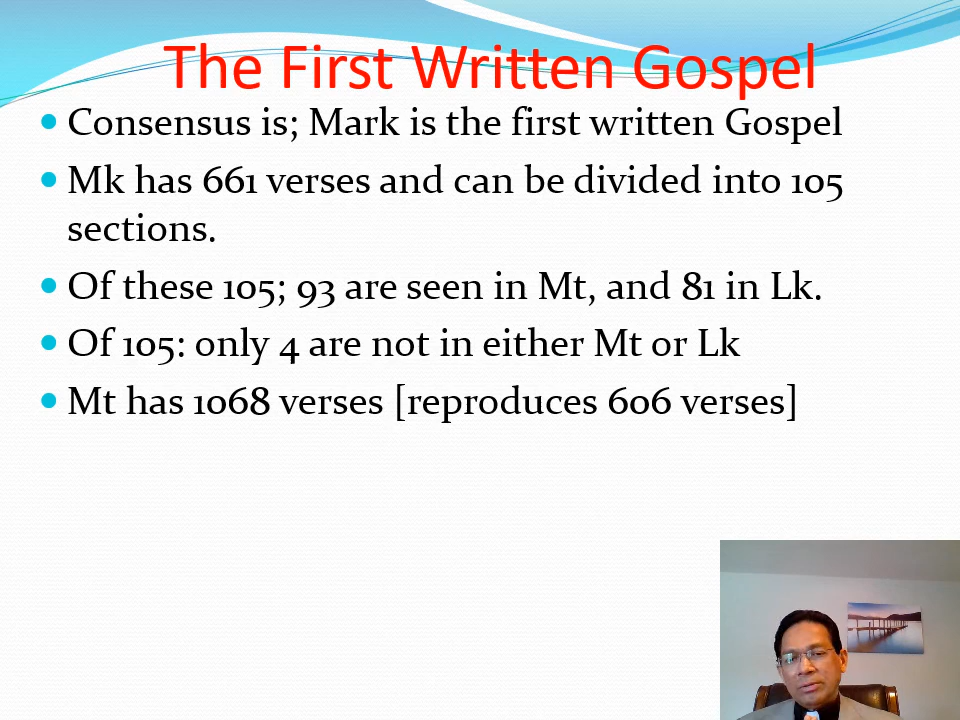 The First Written Gospel
Consensus is; Mark is the first written Gospel
Mk has 661 verses and can be divided into 105
sections.
Of these 105; 93 are seen in Mt, and 81 in Lk.
Of 105: only 4 are not in either Mt or Lk
Mt has 1068 verses [reproduces 606 verses]